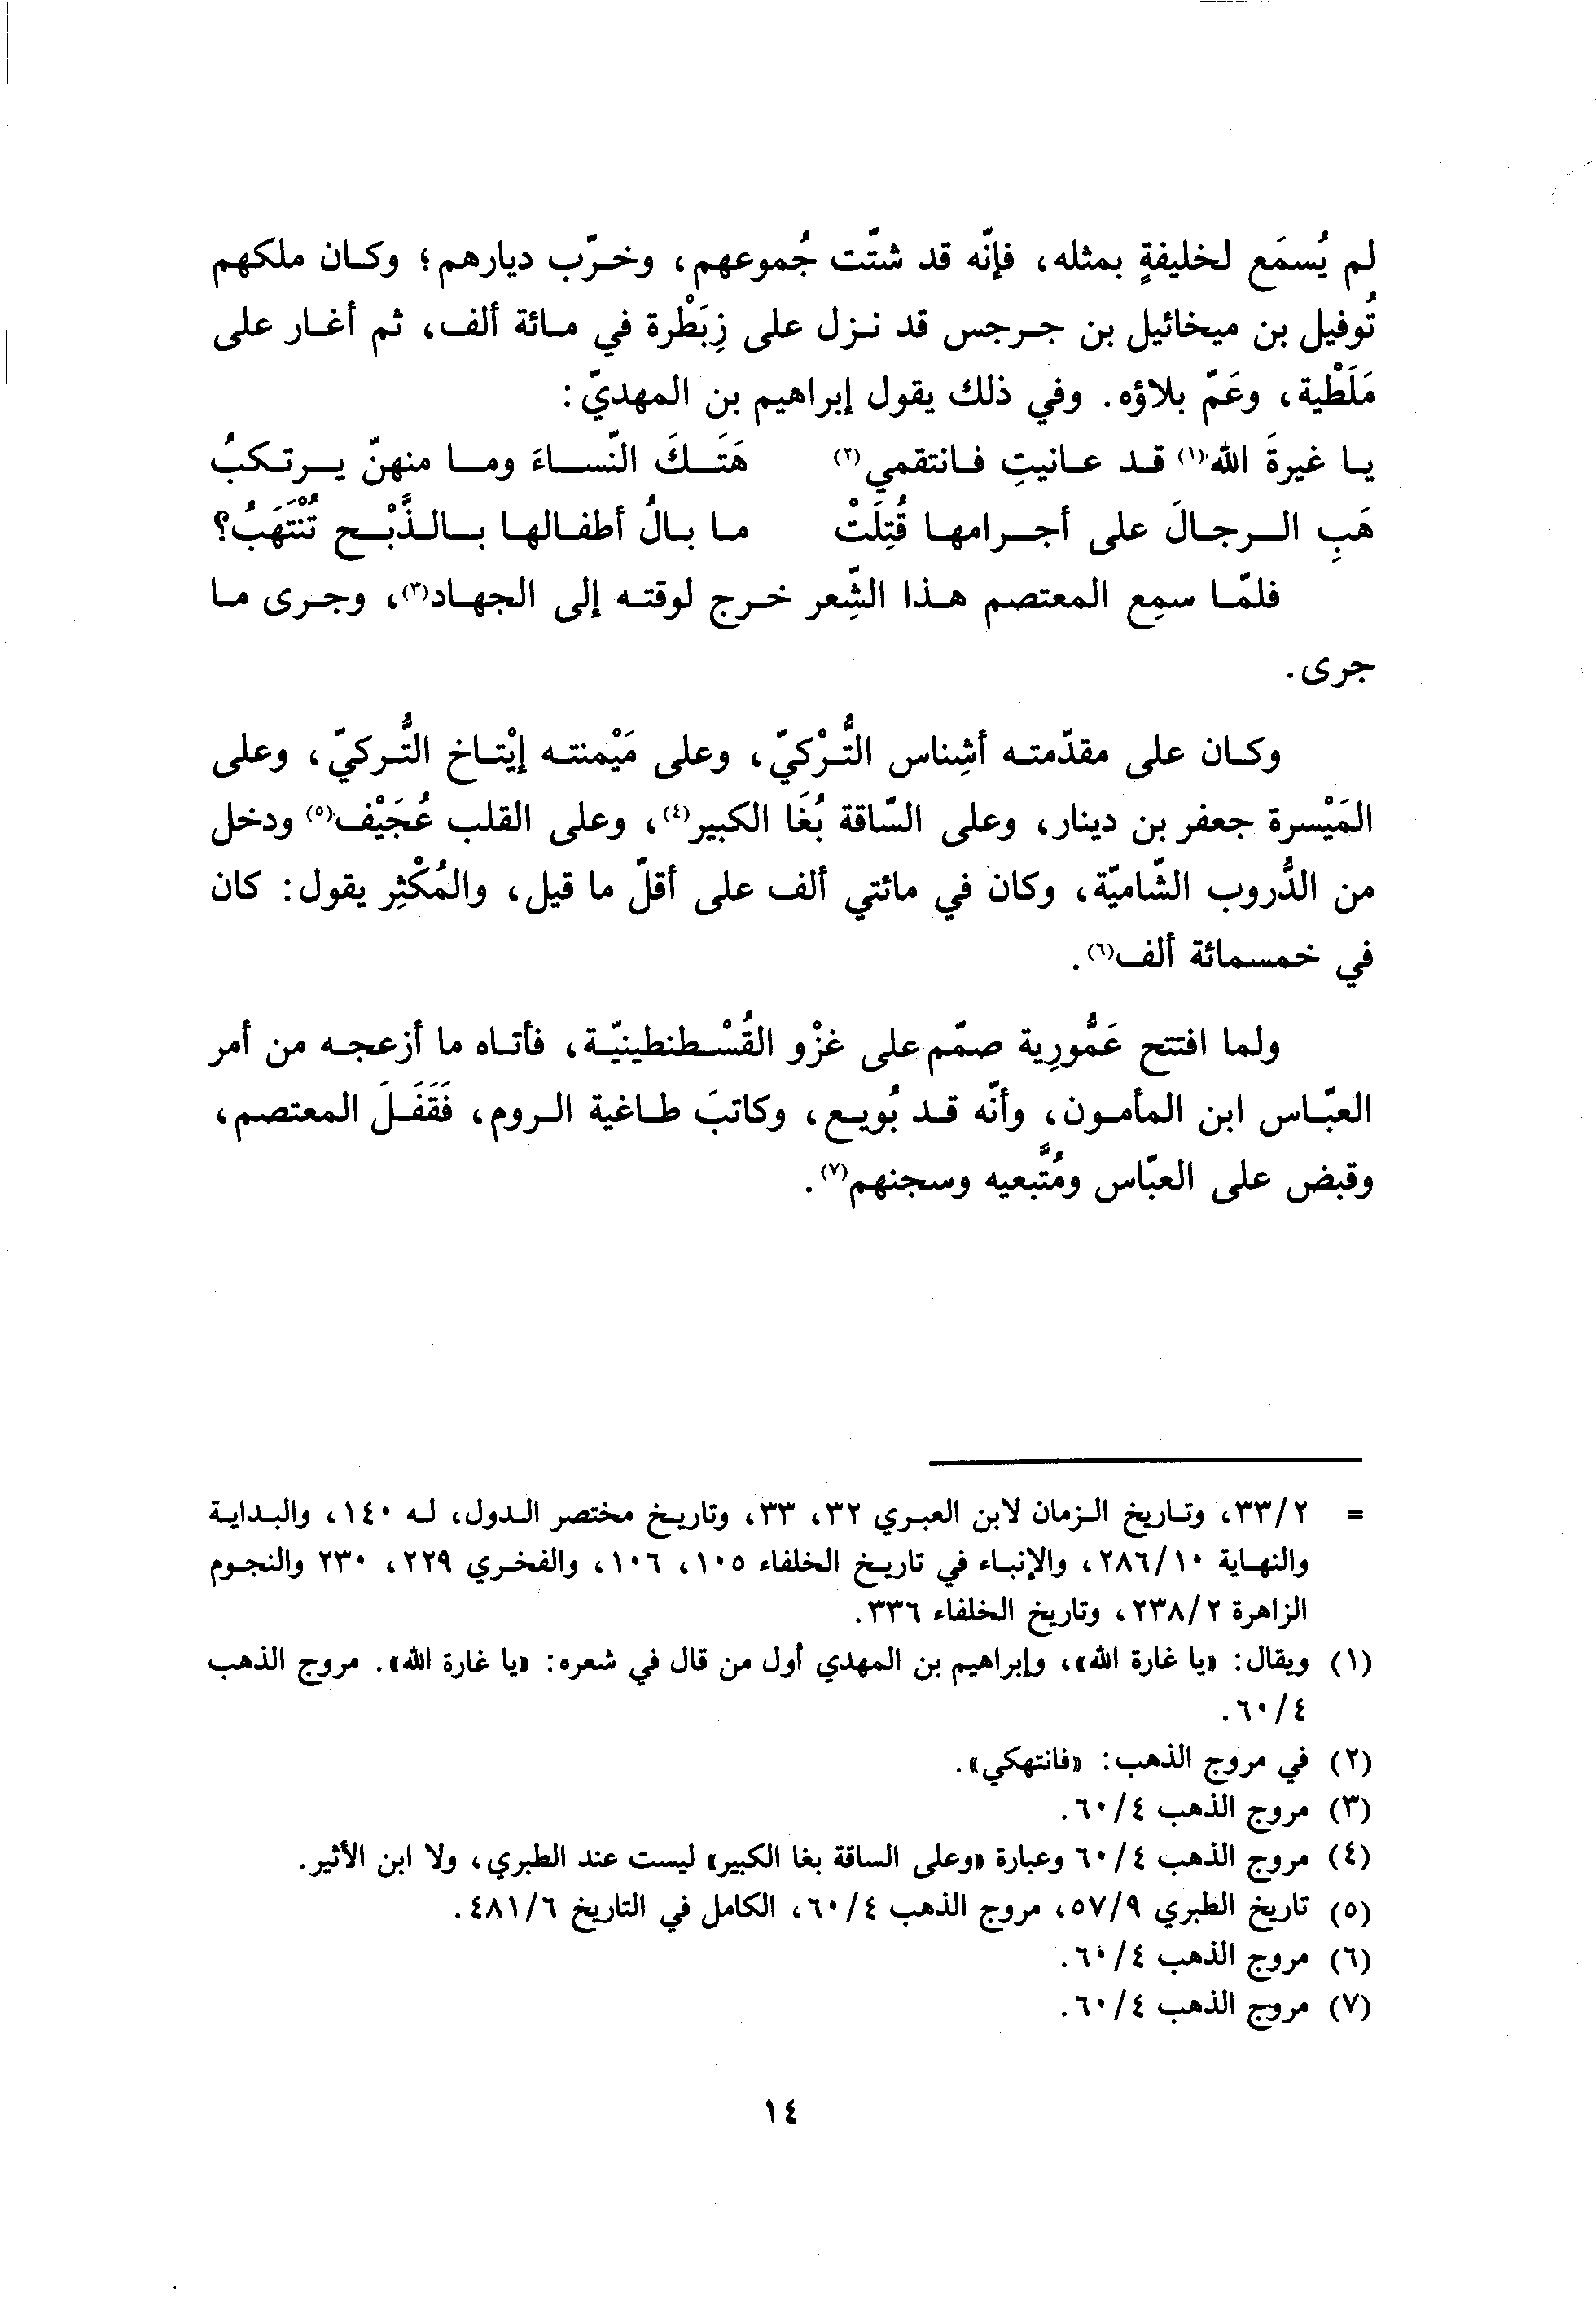 لم يُسمَع لخليفةٍ بمثله، فإنّه قد شتّت جُموعهم، وخرّب ديارهم؛ وكان ملكهم
تُوفيل بن ميخائيل بن جرجس قد نزل على زِبَطْرة في مائة ألف، ثم أغار على
مَلَطْية، وعَمّ بلاؤه. وفي ذلك يقول إبراهيم بن المهديّ:
يا غيرةَ الله(١) قد عانيتِ فانتقمي(٢) هَتَكَ النّساءَ وما منهنّ يرتكبُ
هَبِ الرجالَ على أجرامها قُتِلَتْ ما بالُ أطفالها بالذَّبْح تُنْتَهَبُ؟
فلمّا سمِع المعتصم هذا الشِّعر خرج لوقته إلى الجهاد(٣)، وجرى ما
جرى.
وكان على مقدّمته أشِناس التُّرْكيّ، وعلى مَيْمنته إيْتاخ التُّركيّ، وعلى
المَيْسرة جعفر بن دينار، وعلى السّاقة بُغَا الكبير(٤)، وعلى القلب عُجَيْف(٥) ودخل
من الدُّروب الشّاميّة، وكان في مائتي ألف على أقلّ ما قيل، والمُكْثِر يقول: كان
في خمسمائة ألف(٦).
ولما افتتح عَمُّورِية صمّم على غزْو القُسْطنطينيّة، فأتاه ما أزعجه من أمر
العبّاس ابن المأمون، وأنّه قد بُويع، وكاتبَ طاغية الروم، فَقَفَلَ المعتصم،
وقبض على العبّاس ومُتَّبعيه وسجنهم(٧).
= ٣٣/٢، وتاريخ الزمان لابن العبري ٣٢، ٣٣، وتاريخ مختصر الدول، له ١٤٠، والبداية
والنهاية ٢٨٦/١٠، والإنباء في تاريخ الخلفاء ١٠٥، ١٠٦، والفخري ٢٢٩، ٢٣٠ والنجوم
الزاهرة ٢٣٨/٢، وتاريخ الخلفاء ٣٣٦.
(١) ويقال: «يا غارة الله»، وإبراهيم بن المهدي أول من قال في شعره: «يا غارة الله». مروج الذهب
٦٠/٤.
(٢) في مروج الذهب: «فانتهكي».
(٣) مروج الذهب ٦٠/٤.
(٤) مروج الذهب ٦٠/٤ وعبارة «وعلى الساقة بغا الكبير» ليست عند الطبري، ولا ابن الأثير.
(٥) تاريخ الطبري ٥٧/٩، مروج الذهب ٦٠/٤، الكامل في التاريخ ٤٨١/٦.
(٦) مروج الذهب ٦٠/٤.
(٧) مروج الذهب ٦٠/٤.
١٤